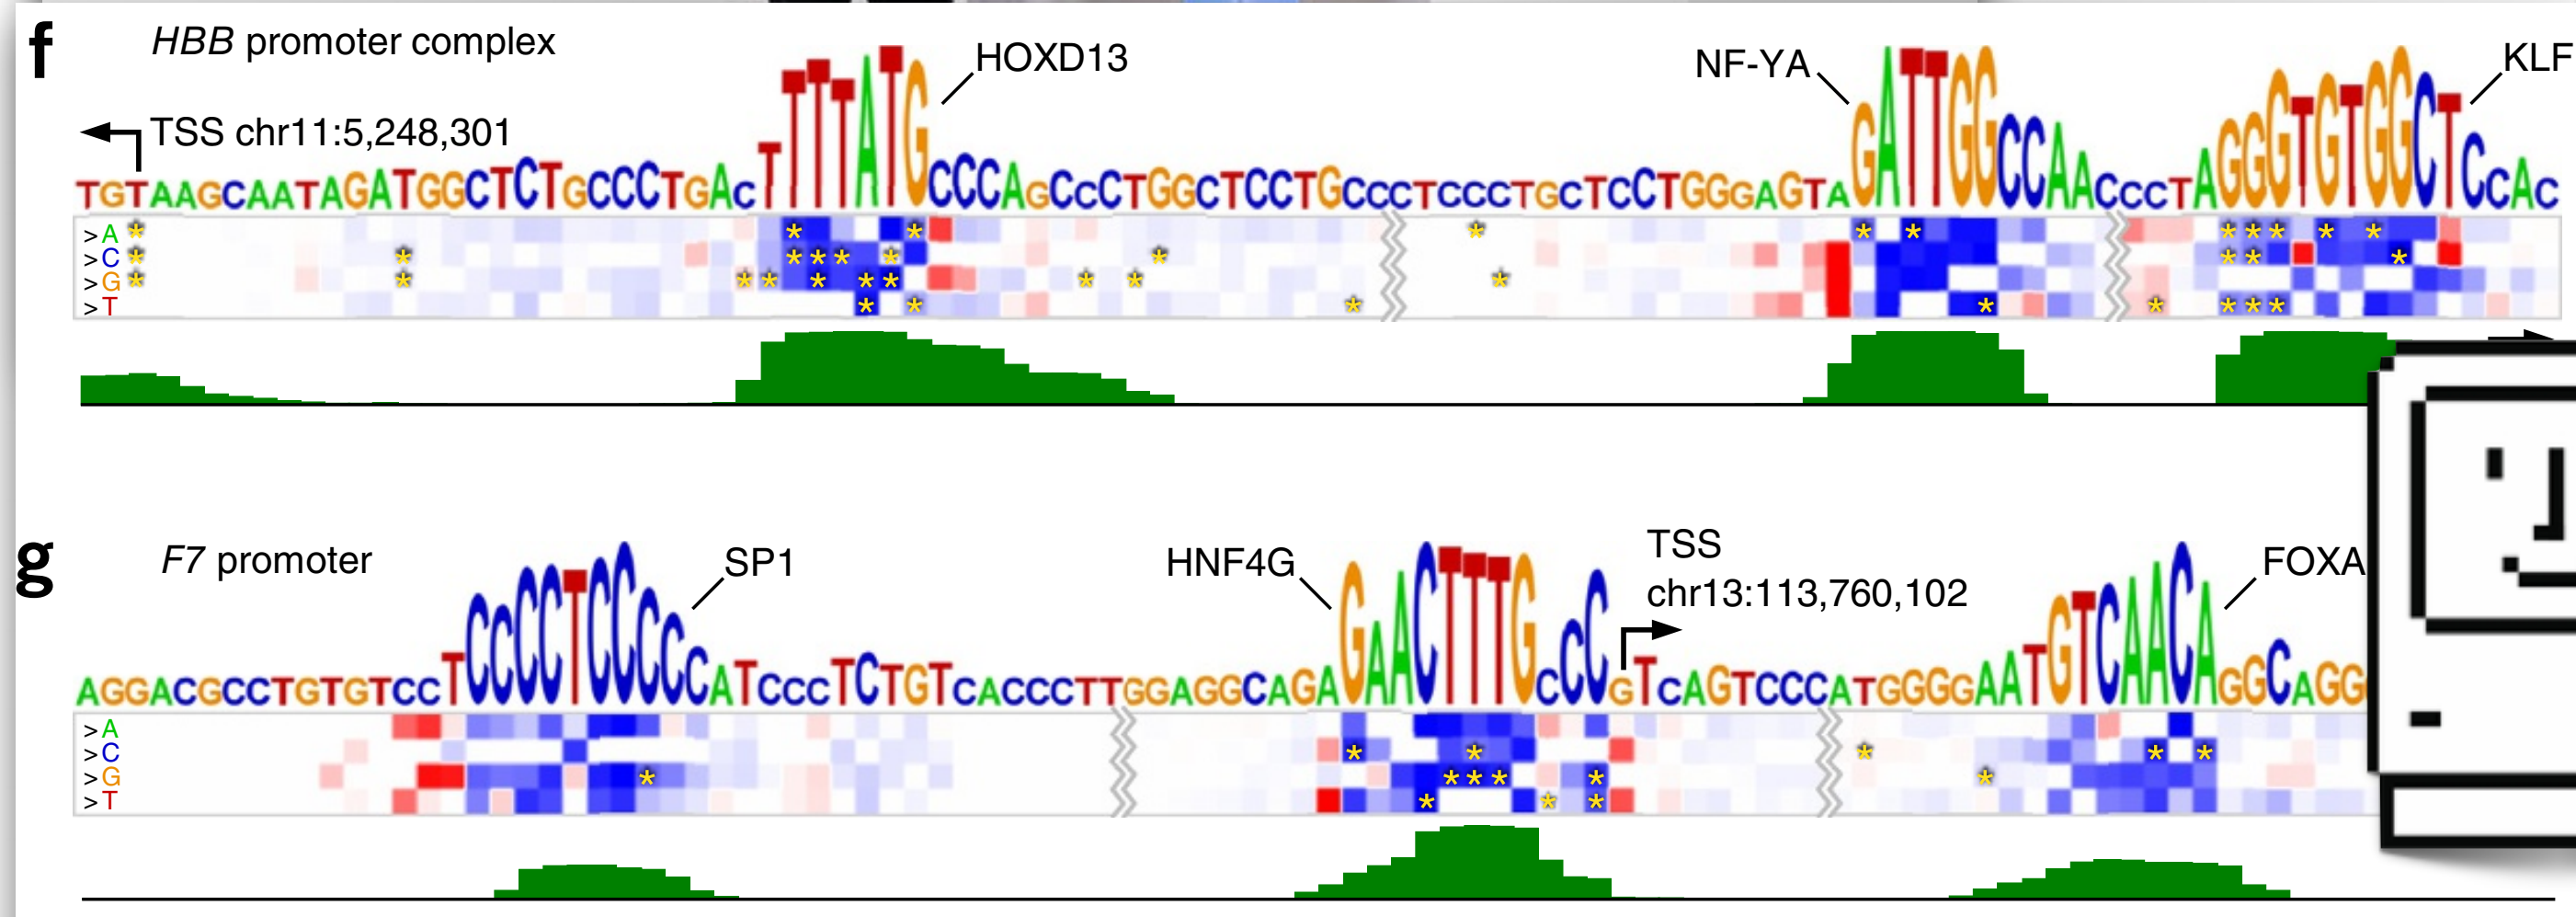 f
HBB promoter complex
HOXD13
NF-YA
KLF
TSS chr11:5,248,301
TGTAAGCAATAGATGGCTCTGCCCTGACTTTTATGCCCAGCCCTGGCTCCTGCCCTCCCTGCTCCTGGGAGTAGATTGGCCAACCCTAGGGTGTGGCTCCAC
>A
>C
>G
>T
g
F7 promoter
SP1
HNF4G
TSS
chr13:113,760,102
FOXA
AGGACGCCTGTGTCCTCCCCTCCCCCATCCCTCTGTCACCCTTGGAGGCAGAGAACTTTGCCCGTCAGTCCCATGGGGAATGTCAACAGGCAGG
>A
>C
>G
>T